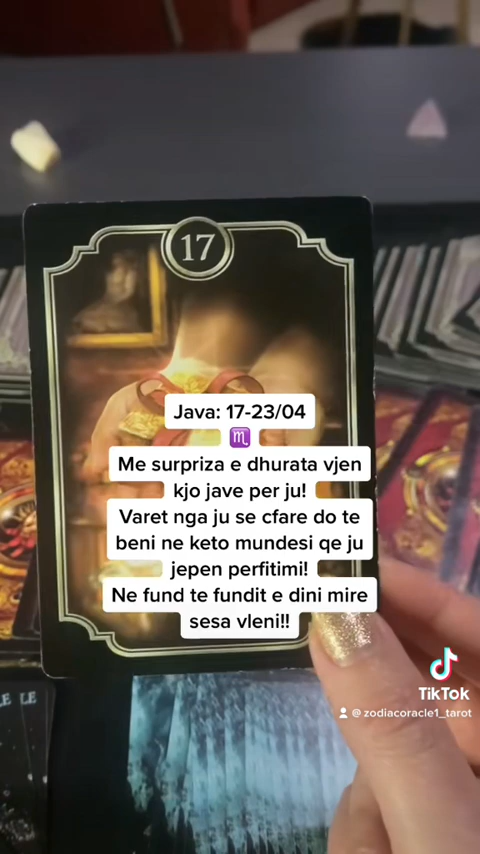 17
Java: 17-23/04
♏
Me surpriza e dhurata vjen
kjo jave per ju!
Varet nga ju se cfare do te
beni ne keto mundesi qe ju
jepen perfitimi!
Ne fund te fundit e dini mire
sesa vleni!!
TikTok
@ zodiacoracle1_tarot